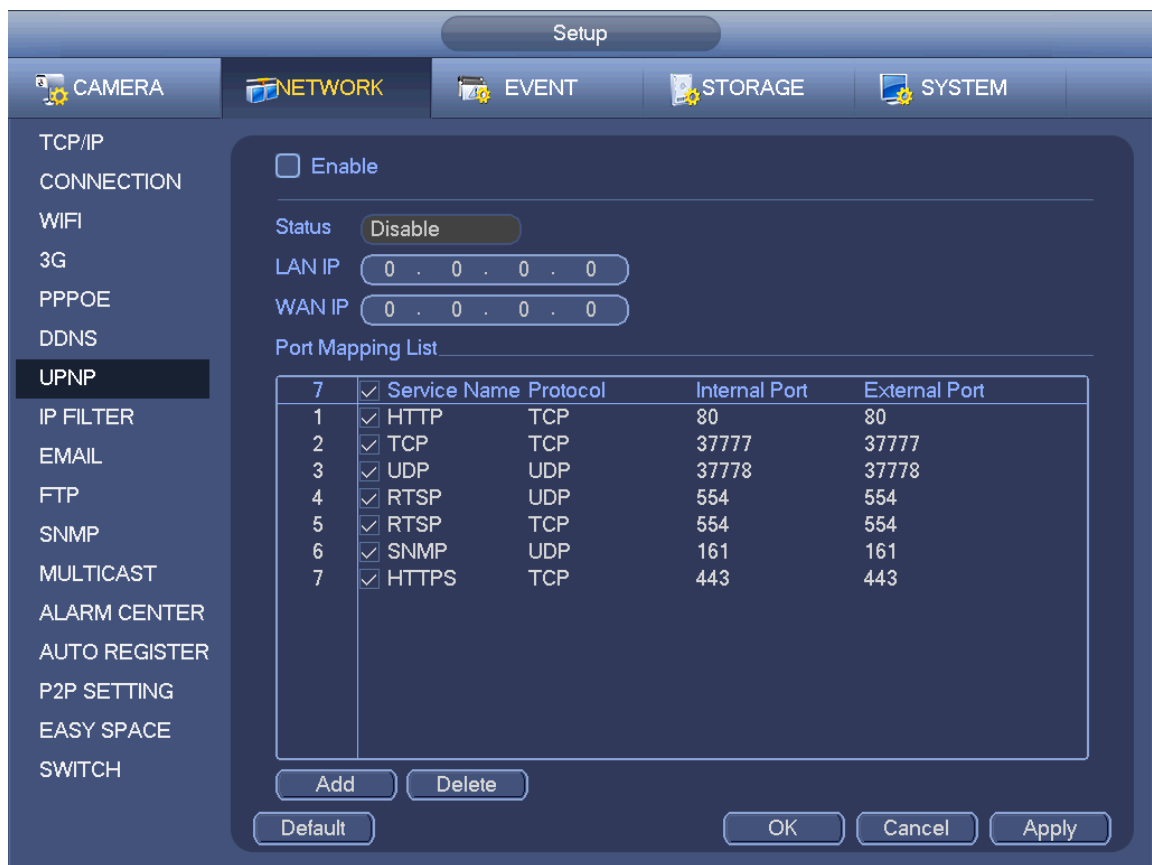 Setup
CAMERA NETWORK EVENT STORAGE SYSTEM
TCP/IP
CONNECTION
WIFI
3G
PPPOE
DDNS
UPNP
IP FILTER
EMAIL
FTP
SNMP
MULTICAST
ALARM CENTER
AUTO REGISTER
P2P SETTING
EASY SPACE
SWITCH
Enable
Status Disable
LAN IP 0 . 0 . 0 . 0
WAN IP 0 . 0 . 0 . 0
Port Mapping List
7 Service Name Protocol Internal Port External Port
1 HTTP TCP 80 80
2 TCP TCP 37777 37777
3 UDP UDP 37778 37778
4 RTSP UDP 554 554
5 RTSP TCP 554 554
6 SNMP UDP 161 161
7 HTTPS TCP 443 443
Add Delete
Default OK Cancel Apply